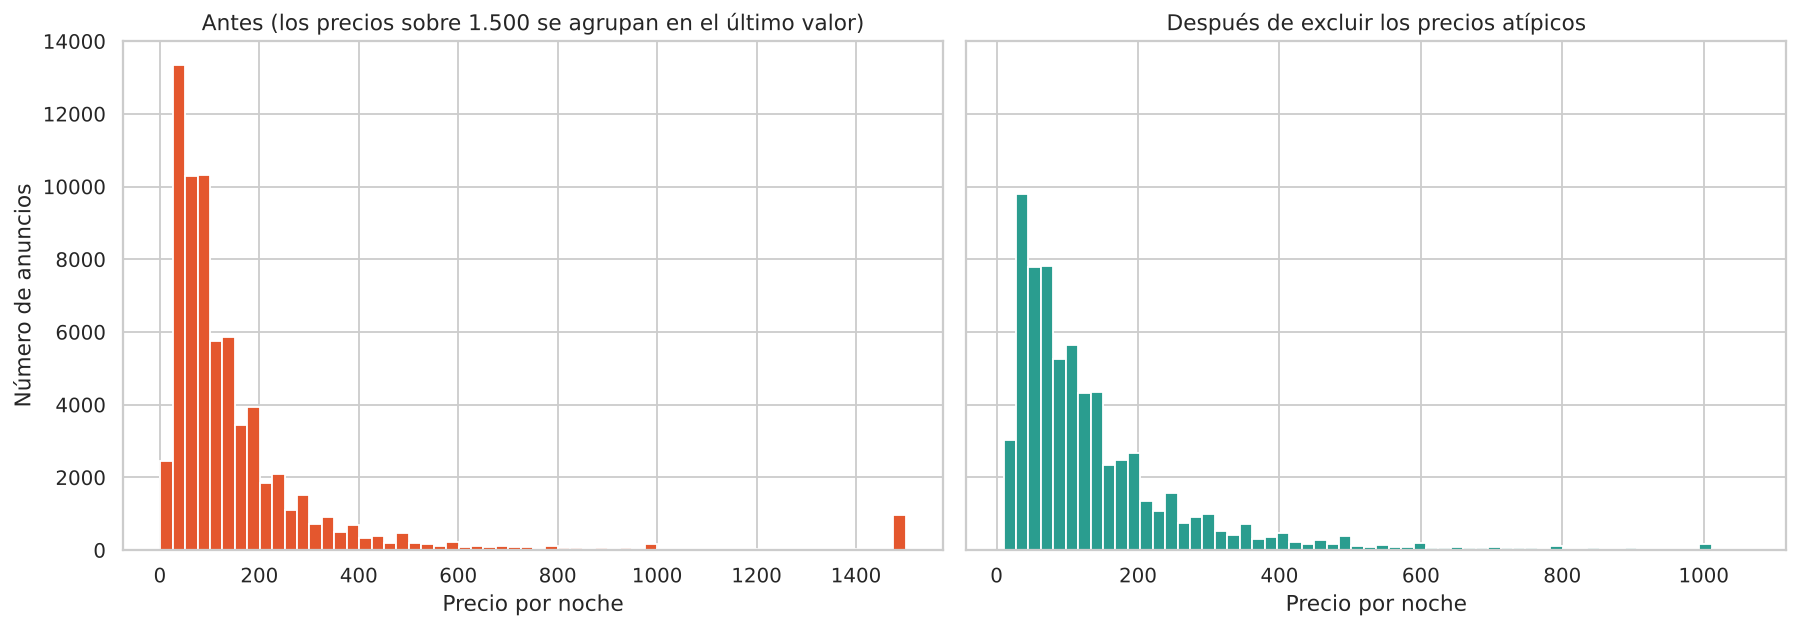 Antes (los precios sobre 1.500 se agrupan en el último valor)
Número de anuncios
14000
12000
10000
8000
6000
4000
2000
0
0 200 400 600 800 1000 1200 1400
Precio por noche
Después de excluir los precios atípicos
0 200 400 600 800 1000
Precio por noche